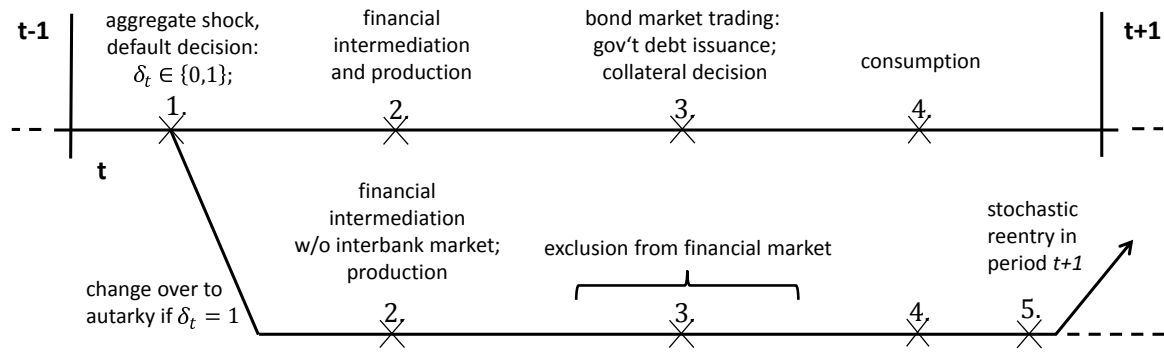 t-1
aggregate shock,
default decision:
δₜ ∈ {0,1};
financial
intermediation
and production
bond market trading:
gov‘t debt issuance;
collateral decision
consumption
t+1
1.
2.
3.
4.
t
financial
intermediation
w/o interbank market;
production
exclusion from financial market
stochastic
reentry in
period t+1
change over to
autarky if δₜ = 1
2.
3.
4.
5.